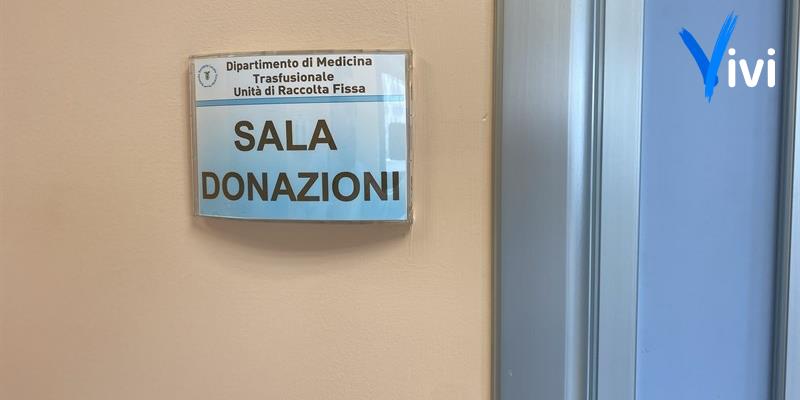 Dipartimento di Medicina
Trasfusionale
Unità di Raccolta Fissa
SALA
DONAZIONI
Vivi